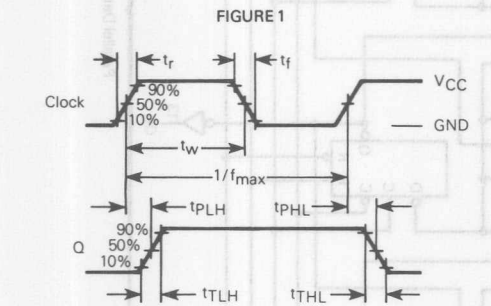 FIGURE 1
tr
tf
VCC
90%
Clock
50%
10%
GND
tw
1/fmax
tPLH
tPHL
90%
Q
50%
10%
tTLH
tTHL